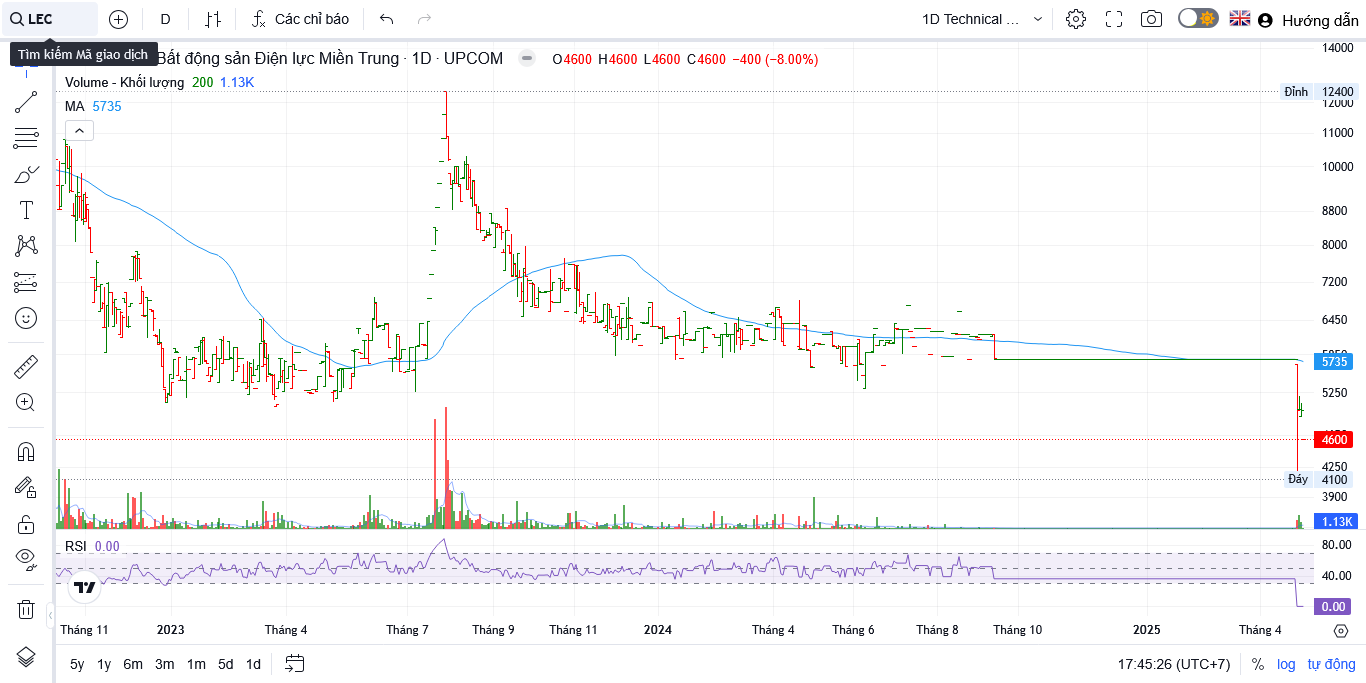 LEC
D
Các chỉ báo
1D Technical ...
Hướng dẫn
Tìm kiếm Mã giao dịch
Bất động sản Điện lực Miền Trung · 1D · UPCOM
O4600 H4600 L4600 C4600 −400 (−8.00%)
Volume - Khối lượng 200 1.13K
MA 5735
14000
Đỉnh 12400
12000
11000
10000
8800
8000
7200
6450
5735
5250
4600
4250
Đáy 4100
3900
1.13K
RSI 0.00
80.00
40.00
0.00
Tháng 11 2023 Tháng 4 Tháng 7 Tháng 9 Tháng 11 2024 Tháng 4 Tháng 6 Tháng 8 Tháng 10 2025 Tháng 4
5y 1y 6m 3m 1m 5d 1d
17:45:26 (UTC+7) % log tự động